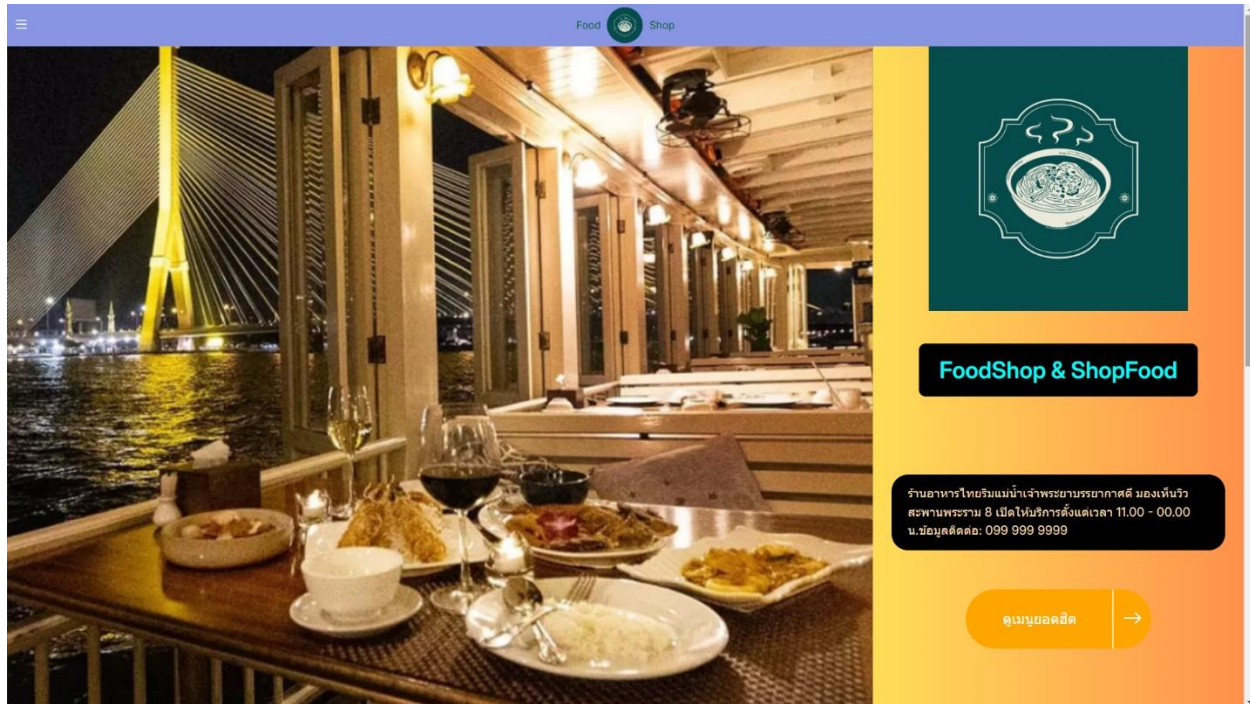 Food Shop
FoodShop & ShopFood
ร้านอาหารไทยริมแม่น้ำเจ้าพระยาบรรยากาศดี มองเห็นวิว
สะพานพระราม 8 เปิดให้บริการตั้งแต่เวลา 11.00 - 00.00
น.ข้อมูลติดต่อ: 099 999 9999
ดูเมนูยอดฮิต